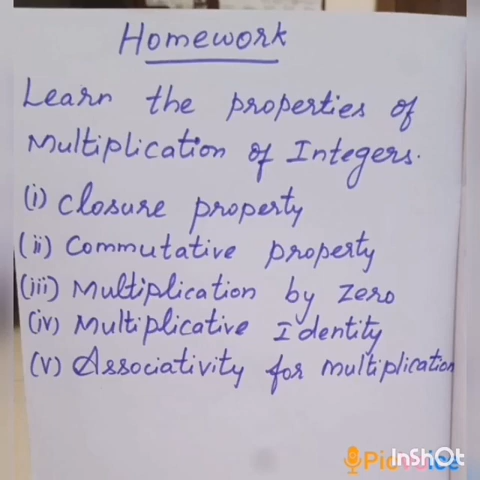 Homework
Learn the properties of
Multiplication of Integers.
(i) Closure property
(ii) Commutative property
(iii) Multiplication by Zero
(iv) Multiplicative Identity
(v) Associativity for multiplication
InShOt